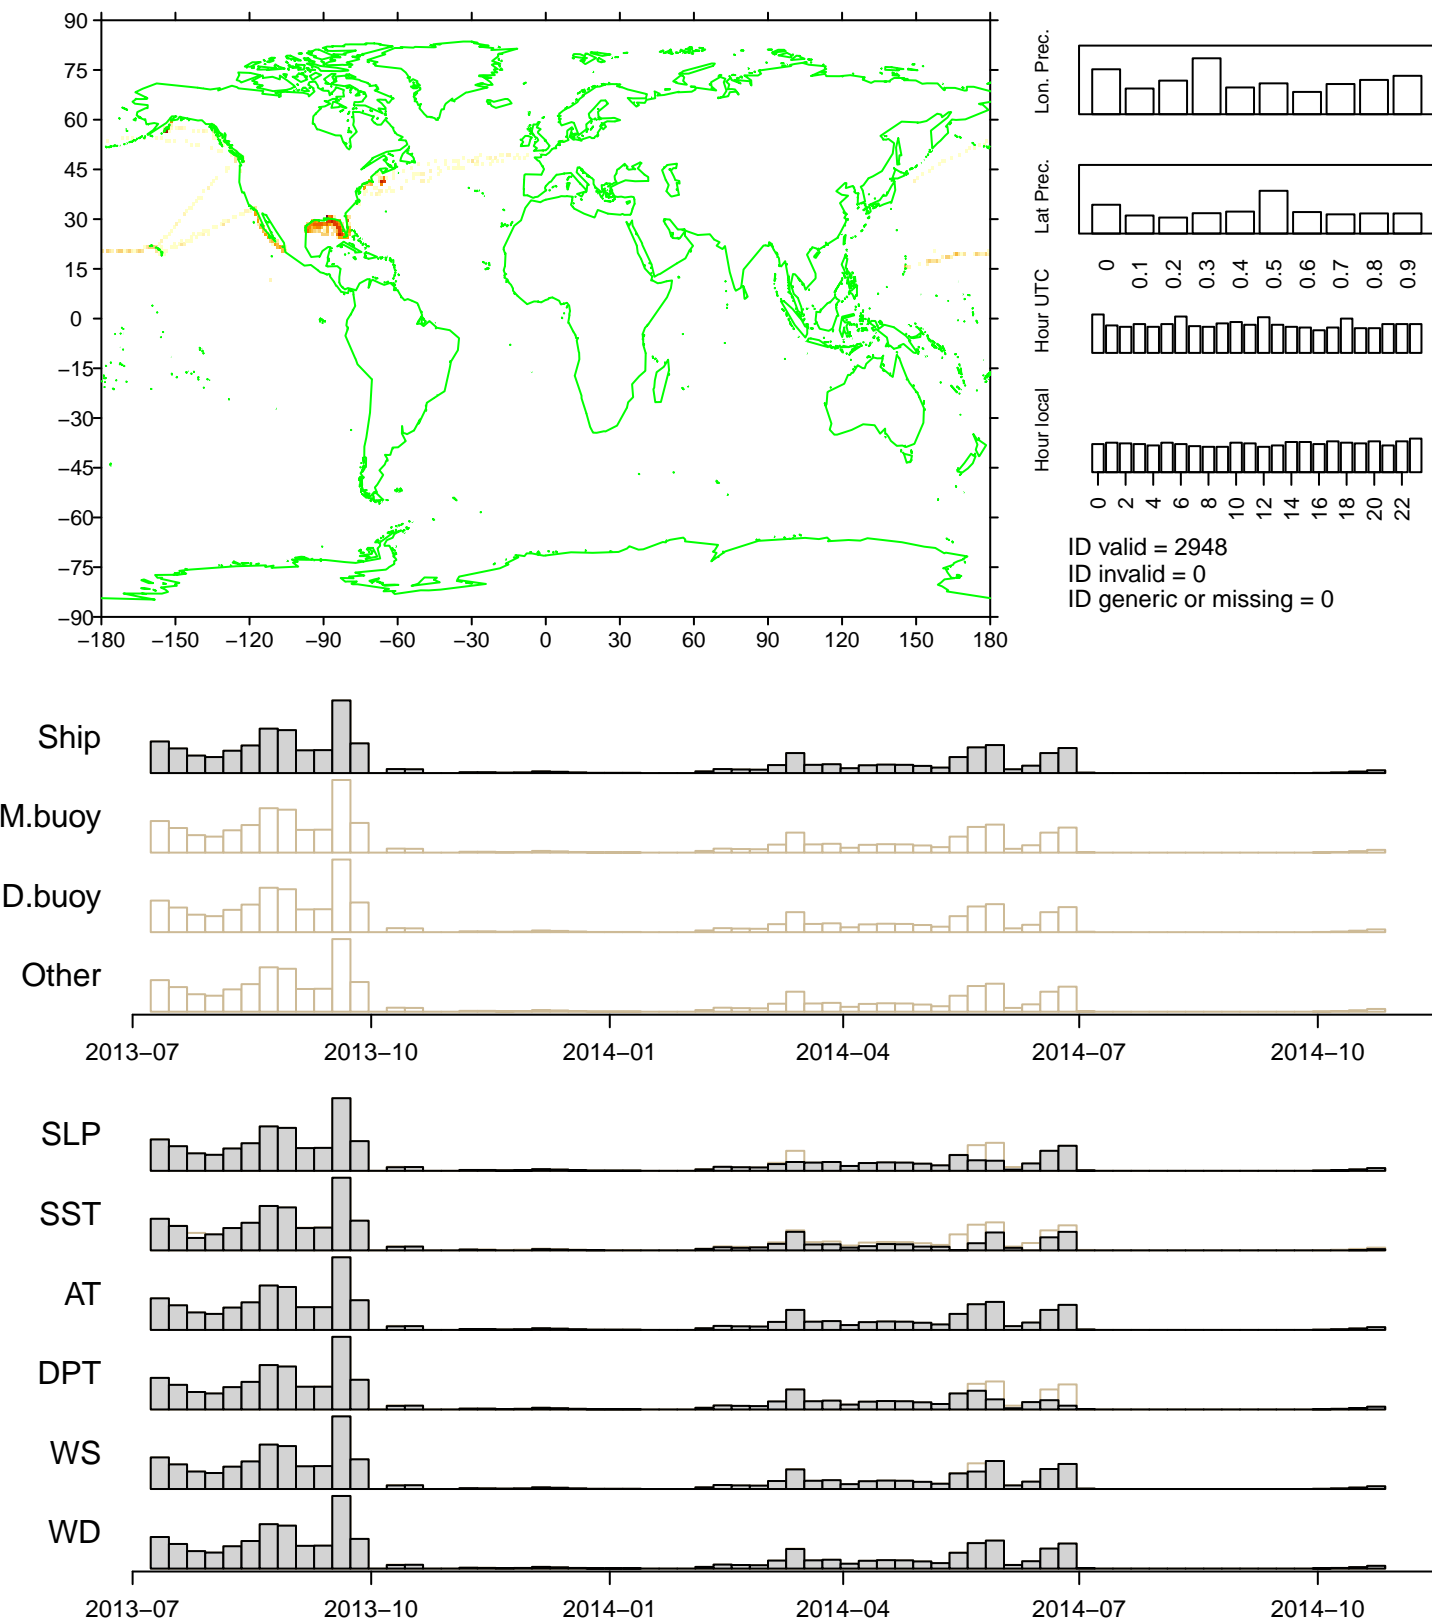 90
75
60
45
30
15
0
−15
−30
−45
−60
−75
−90
−180 −150 −120 −90 −60 −30 0 30 60 90 120 150 180
Lon. Prec.
Lat Prec.
0 0.1 0.2 0.3 0.4 0.5 0.6 0.7 0.8 0.9
Hour UTC
Hour local
0 2 4 6 8 10 12 14 16 18 20 22
ID valid = 2948
ID invalid = 0
ID generic or missing = 0
Ship
M.buoy
D.buoy
Other
2013−07 2013−10 2014−01 2014−04 2014−07 2014−10
SLP
SST
AT
DPT
WS
WD
2013−07 2013−10 2014−01 2014−04 2014−07 2014−10